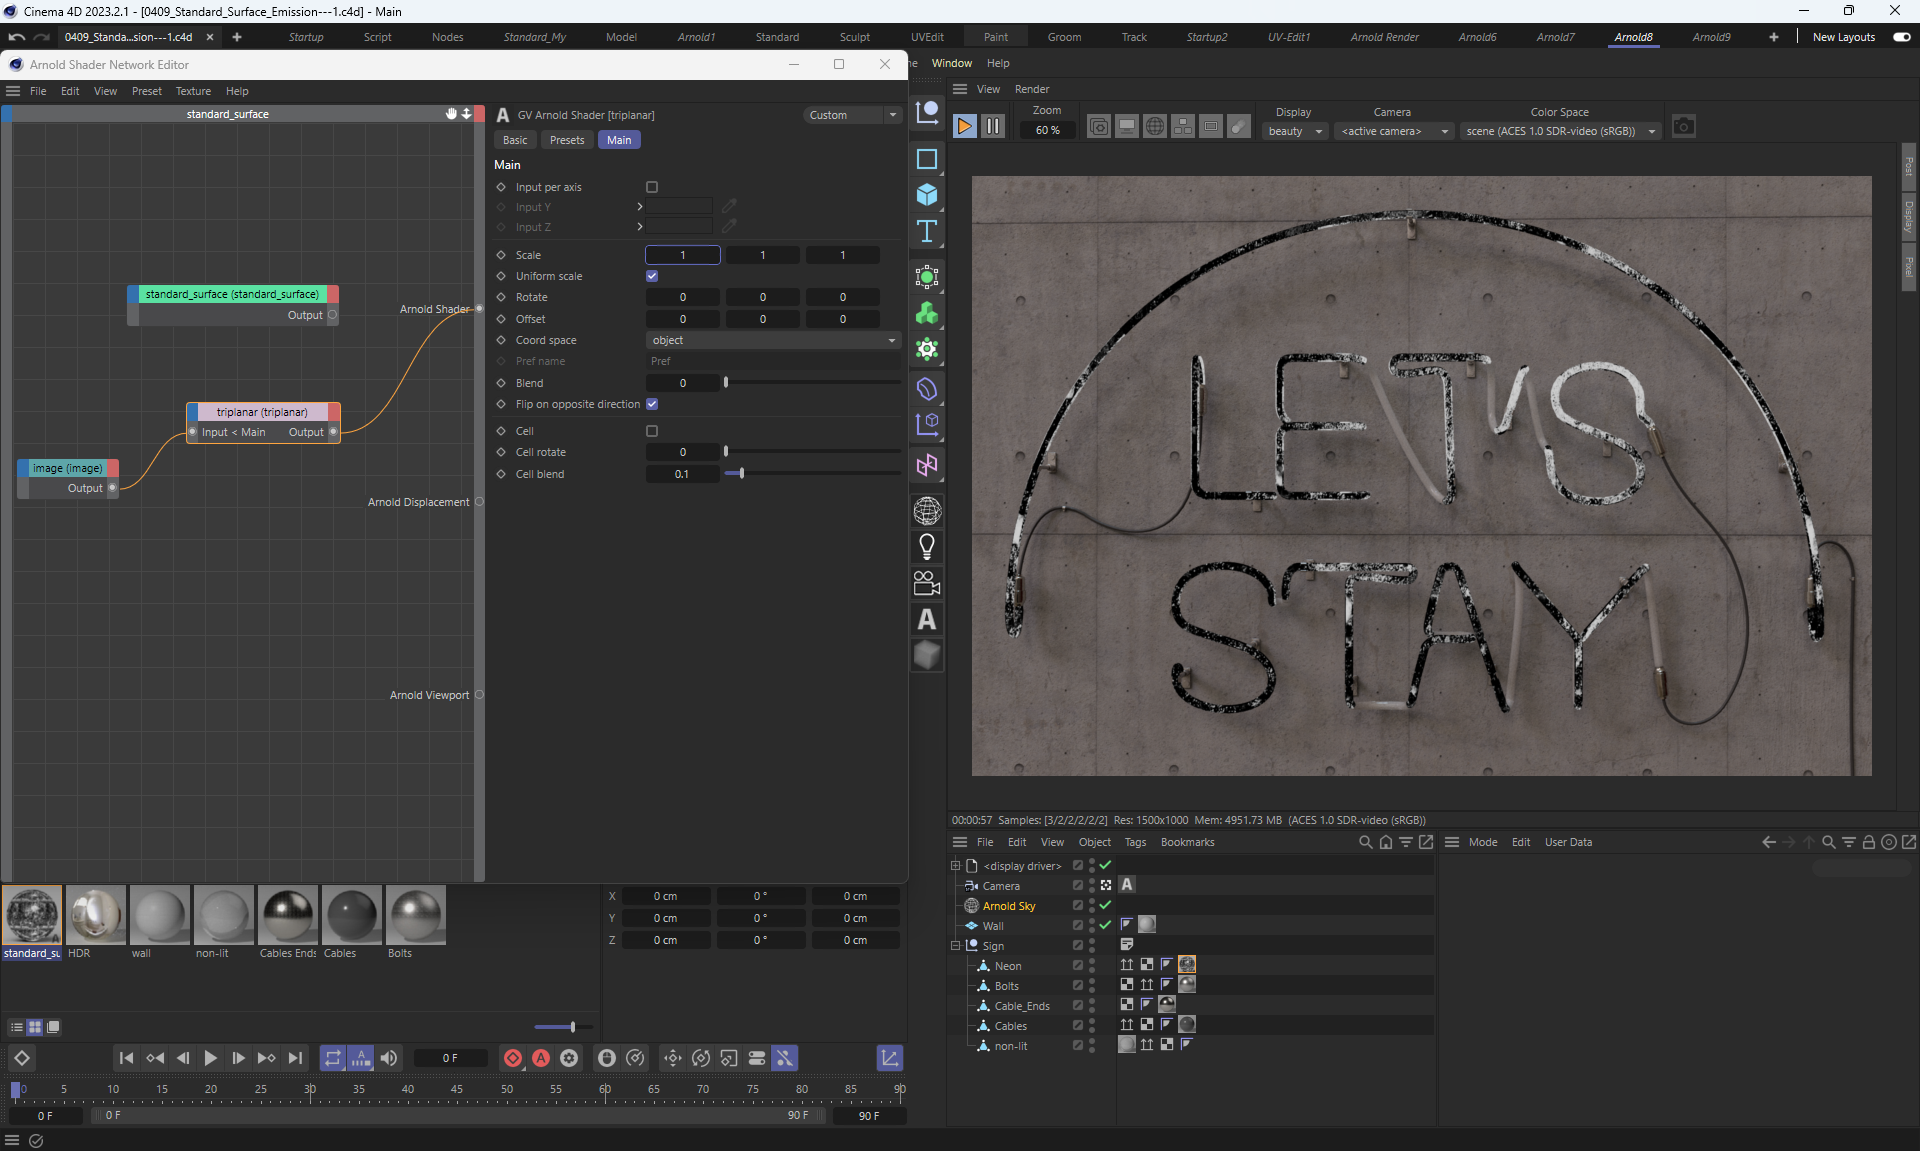 Cinema 4D 2023.2.1 - [0409_Standard_Surface_Emission---1.c4d] - Main
0409_Standa...sion---1.c4d × + Startup Script Nodes Standard_My Model Arnold1 Standard Sculpt UVEdit Paint Groom Track Startup2 UV-Edit1 Arnold Render Arnold6 Arnold7 Arnold8 Arnold9 + New Layouts
Arnold Shader Network Editor
ne Window Help
File Edit View Preset Texture Help
View Render
standard_surface
GV Arnold Shader [triplanar]
Custom
Basic Presets Main
Main
Input per axis
Input Y
Input Z
Scale 1 1 1
Uniform scale
Rotate 0 0 0
Offset 0 0 0
Coord space object
Pref name Pref
Blend 0
Flip on opposite direction
Cell
Cell rotate 0
Cell blend 0.1
standard_surface (standard_surface)
Output
Arnold Shader
triplanar (triplanar)
Input < Main Output
image (image)
Output
Arnold Displacement
Arnold Viewport
Zoom
60 %
Display
beauty
Camera
<active camera>
Color Space
scene (ACES 1.0 SDR-video (sRGB))
Post
Display
Pixel
LET'S
STAY
00:00:57 Samples: [3/2/2/2/2/2] Res: 1500x1000 Mem: 4951.73 MB (ACES 1.0 SDR-video (sRGB))
File Edit View Object Tags Bookmarks
Mode Edit User Data
<display driver>
Camera
Arnold Sky
Wall
Sign
Neon
Bolts
Cable_Ends
Cables
non-lit
standard_su HDR wall non-lit Cables Ends Cables Bolts
X 0 cm 0 ° 0 cm
Y 0 cm 0 ° 0 cm
Z 0 cm 0 ° 0 cm
0 F
0 5 10 15 20 25 30 35 40 45 50 55 60 65 70 75 80 85 90
0 F 0 F 90 F 90 F